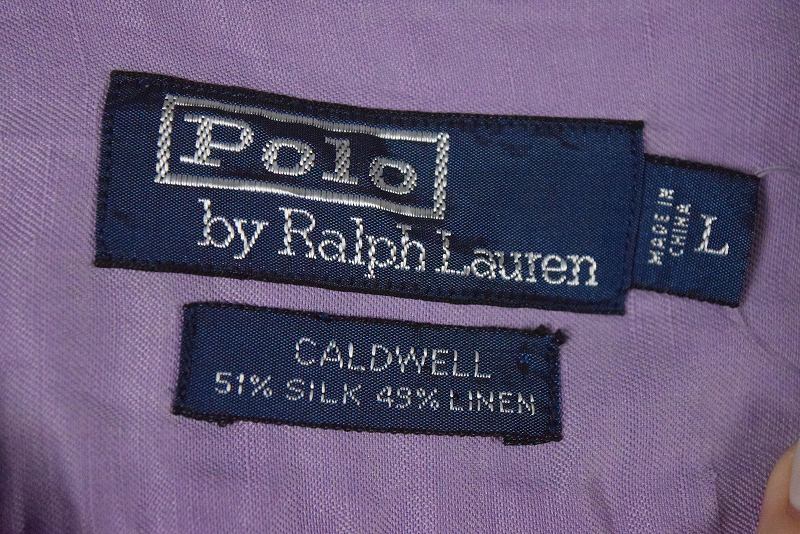 Polo
by Ralph Lauren
MADE IN
CHINA
L
CALDWELL
51% SILK 49% LINEN